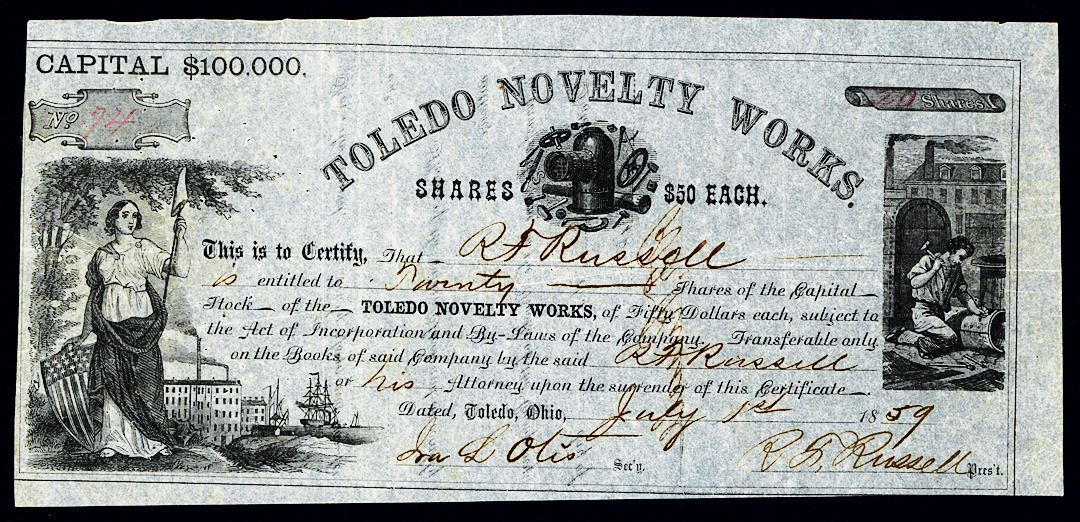 CAPITAL $100.000.
Nº 74
20 Shares.
TOLEDO NOVELTY WORKS.
SHARES $50 EACH.
This is to Certify, That R F Russell
is entitled to Twenty Shares of the Capital
Stock of the TOLEDO NOVELTY WORKS, of Fifty Dollars each, subject to
the Act of Incorporation and By-Laws of the Company. Transferable only
on the Books of said Company by the said R F Russell
or his Attorney upon the surrender of this Certificate
Dated, Toledo, Ohio, July 1st 1859
Ira L Otis Sec'y. R. F. Russell Pres't.